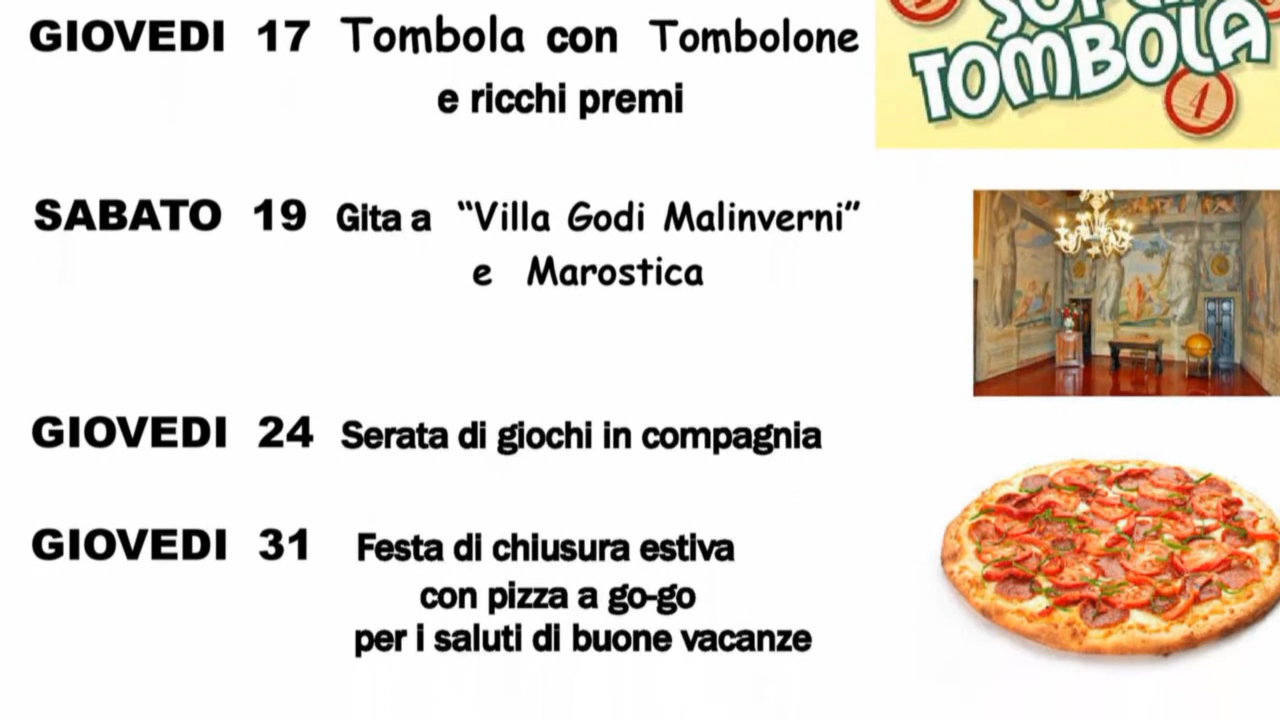 GIOVEDI 17 Tombola con Tombolone
e ricchi premi
TOMBOLA
4
SABATO 19 Gita a “Villa Godi Malinverni”
e Marostica
GIOVEDI 24 Serata di giochi in compagnia
GIOVEDI 31 Festa di chiusura estiva
con pizza a go-go
per i saluti di buone vacanze